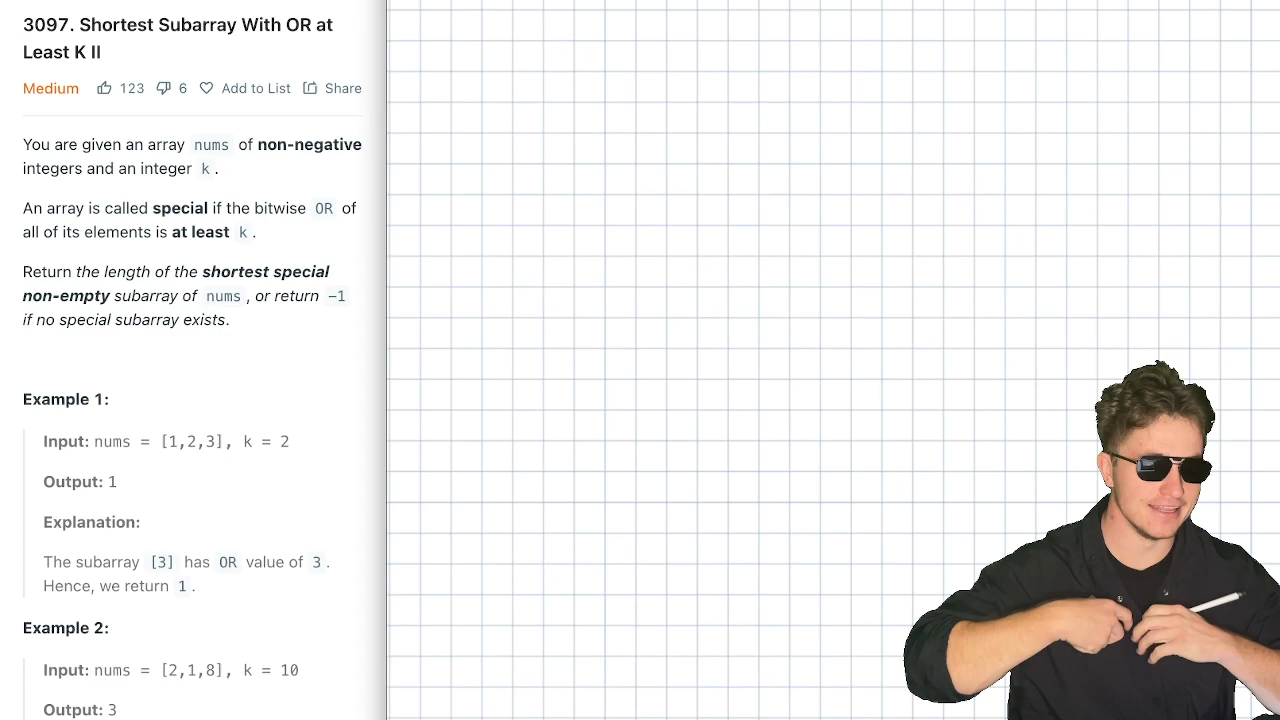 3097. Shortest Subarray With OR at
Least K II
Medium 123 6 Add to List Share
You are given an array nums of non-negative
integers and an integer k.
An array is called special if the bitwise OR of
all of its elements is at least k.
Return the length of the shortest special
non-empty subarray of nums, or return -1
if no special subarray exists.
Example 1:
Input: nums = [1,2,3], k = 2
Output: 1
Explanation:
The subarray [3] has OR value of 3.
Hence, we return 1.
Example 2:
Input: nums = [2,1,8], k = 10
Output: 3